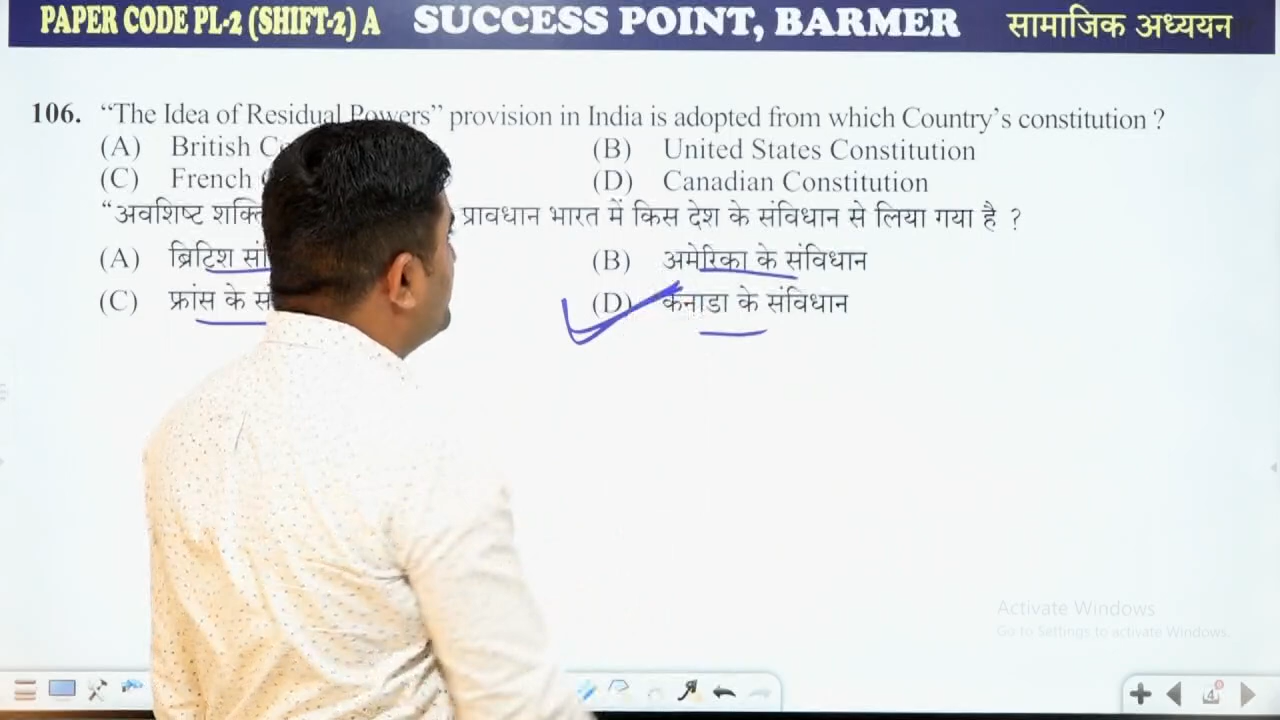 PAPER CODE PL-2 (SHIFT-2) A SUCCESS POINT, BARMER सामाजिक अध्ययन
106. “The Idea of Residual Powers” provision in India is adopted from which Country’s constitution ?
(A) British (B) United States Constitution
(C) French (D) Canadian Constitution
“अवशिष्ट प्रावधान भारत में किस देश के संविधान से लिया गया है ?
(A) ब्रिटिश (B) अमेरिका के संविधान
(C) फ्रांस के (D) कनाडा के संविधान
Activate Windows
Go to Settings to activate Windows.
4